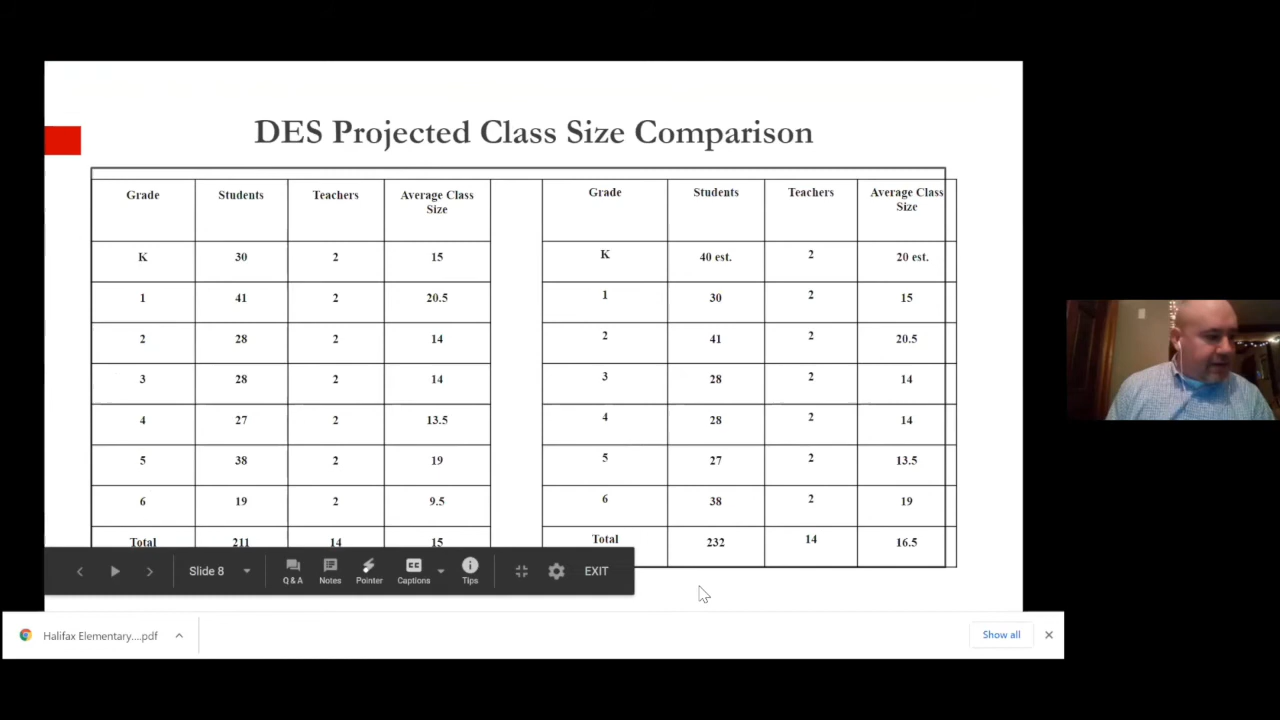 DES Projected Class Size Comparison
Grade Students Teachers Average Class Size
K 30 2 15
1 41 2 20.5
2 28 2 14
3 28 2 14
4 27 2 13.5
5 38 2 19
6 19 2 9.5
Total 211 14 15
Grade Students Teachers Average Class Size
K 40 est. 2 20 est.
1 30 2 15
2 41 2 20.5
3 28 2 14
4 28 2 14
5 27 2 13.5
6 38 2 19
Total 232 14 16.5
Slide 8 Q & A Notes Pointer CC Captions Tips EXIT
Halifax Elementary....pdf Show all